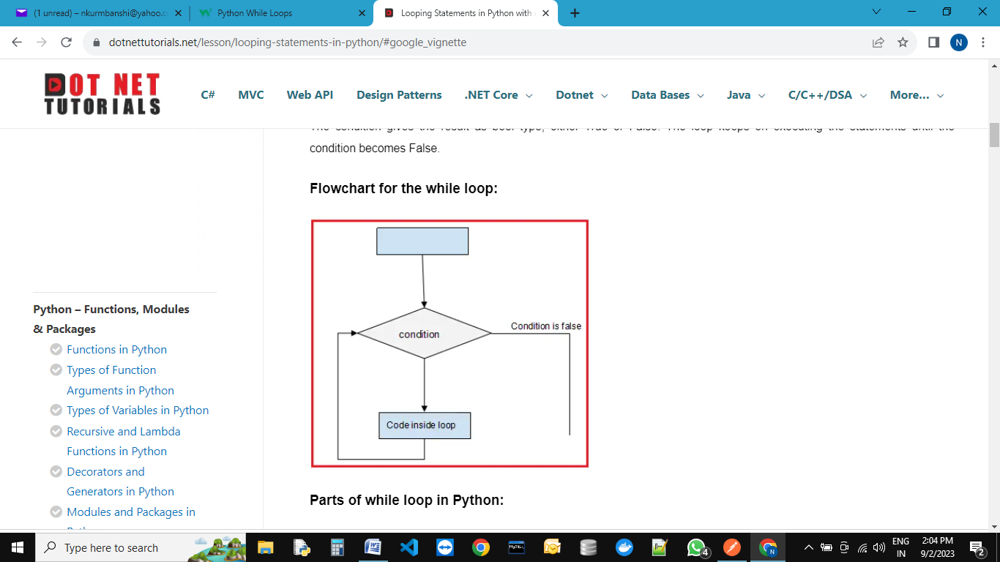 (1 unread) – nkurmbanshi@yahoo.c
Python While Loops
Looping Statements in Python with
dotnettutorials.net/lesson/looping-statements-in-python/#google_vignette
N
DOT NET
TUTORIALS
C#
MVC
Web API
Design Patterns
.NET Core
Dotnet
Data Bases
Java
C/C++/DSA
More...
The condition gives the result as bool type, either True or False. The loop keeps on executing the statements until the
condition becomes False.
Flowchart for the while loop:
condition
Condition is false
Code inside loop
Parts of while loop in Python:
Python – Functions, Modules
& Packages
Functions in Python
Types of Function
Arguments in Python
Types of Variables in Python
Recursive and Lambda
Functions in Python
Decorators and
Generators in Python
Modules and Packages in
Python
Type here to search
MySQL
4
N
ENG
IN
2:04 PM
9/2/2023
2